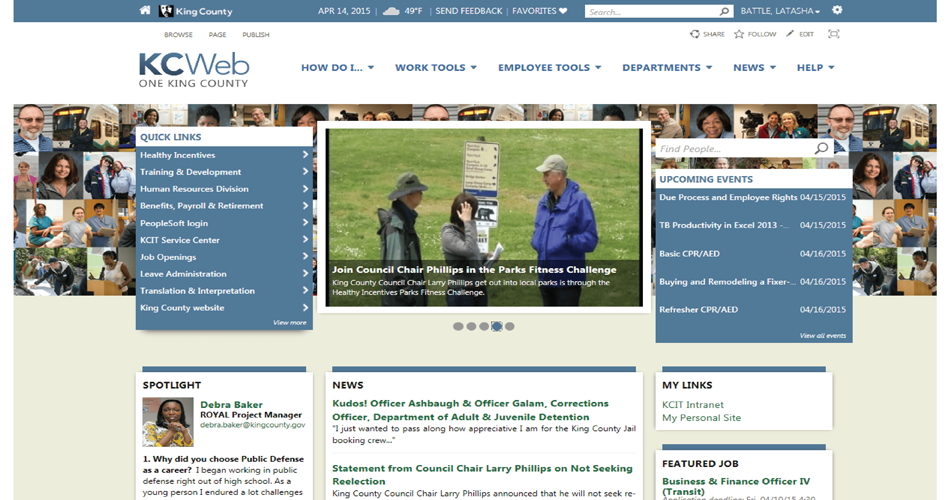 King County
APR 14, 2015 | 49°F | SEND FEEDBACK | FAVORITES
Search...
BATTLE, LATASHA
BROWSE PAGE PUBLISH
SHARE FOLLOW EDIT
KCWeb
ONE KING COUNTY
HOW DO I... WORK TOOLS EMPLOYEE TOOLS DEPARTMENTS NEWS HELP
QUICK LINKS
Healthy Incentives
Training & Development
Human Resources Division
Benefits, Payroll & Retirement
PeopleSoft login
KCIT Service Center
Job Openings
Leave Administration
Translation & Interpretation
King County website
View more
Join Council Chair Phillips in the Parks Fitness Challenge
King County Council Chair Larry Phillips get out into local parks is through the
Healthy Incentives Parks Fitness Challenge.
Find People...
UPCOMING EVENTS
Due Process and Employee Rights 04/15/2015
TB Productivity in Excel 2013 -... 04/15/2015
Basic CPR/AED 04/16/2015
Buying and Remodeling a Fixer-... 04/16/2015
Refresher CPR/AED 04/16/2015
View all events
SPOTLIGHT
Debra Baker
ROYAL Project Manager
debra.baker@kingcounty.gov
1. Why did you choose Public Defense
as a career? I began working in public
defense right out of high school. As a
young person I endured a lot challenges
NEWS
Kudos! Officer Ashbaugh & Officer Galam, Corrections
Officer, Department of Adult & Juvenile Detention
"I just wanted to pass along how appreciative I am for the King County Jail
booking crew..."
Statement from Council Chair Larry Phillips on Not Seeking
Reelection
King County Council Chair Larry Phillips announced that he will not seek re-
MY LINKS
KCIT Intranet
My Personal Site
FEATURED JOB
Business & Finance Officer IV
(Transit)
Application deadline: Fri, 04/10/15 4:30